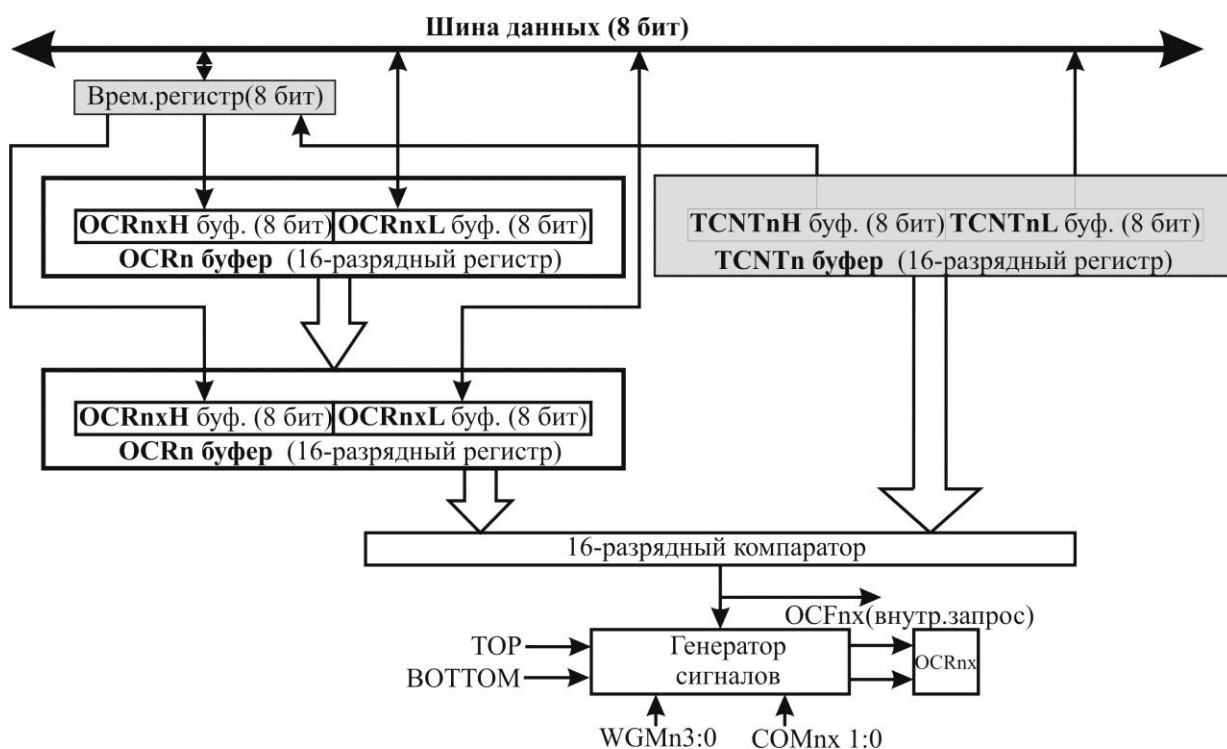 Шина данных (8 бит)
Врем.регистр(8 бит)
OCRnxH буф. (8 бит) OCRnxL буф. (8 бит)
OCRn буфер (16-разрядный регистр)
TCNTnH буф. (8 бит) TCNTnL буф. (8 бит)
TCNTn буфер (16-разрядный регистр)
OCRnxH буф. (8 бит) OCRnxL буф. (8 бит)
OCRn буфер (16-разрядный регистр)
16-разрядный компаратор
OCFnx(внутр.запрос)
TOP
BOTTOM
Генератор
сигналов
OCRnx
WGMn3:0
COMnx 1:0